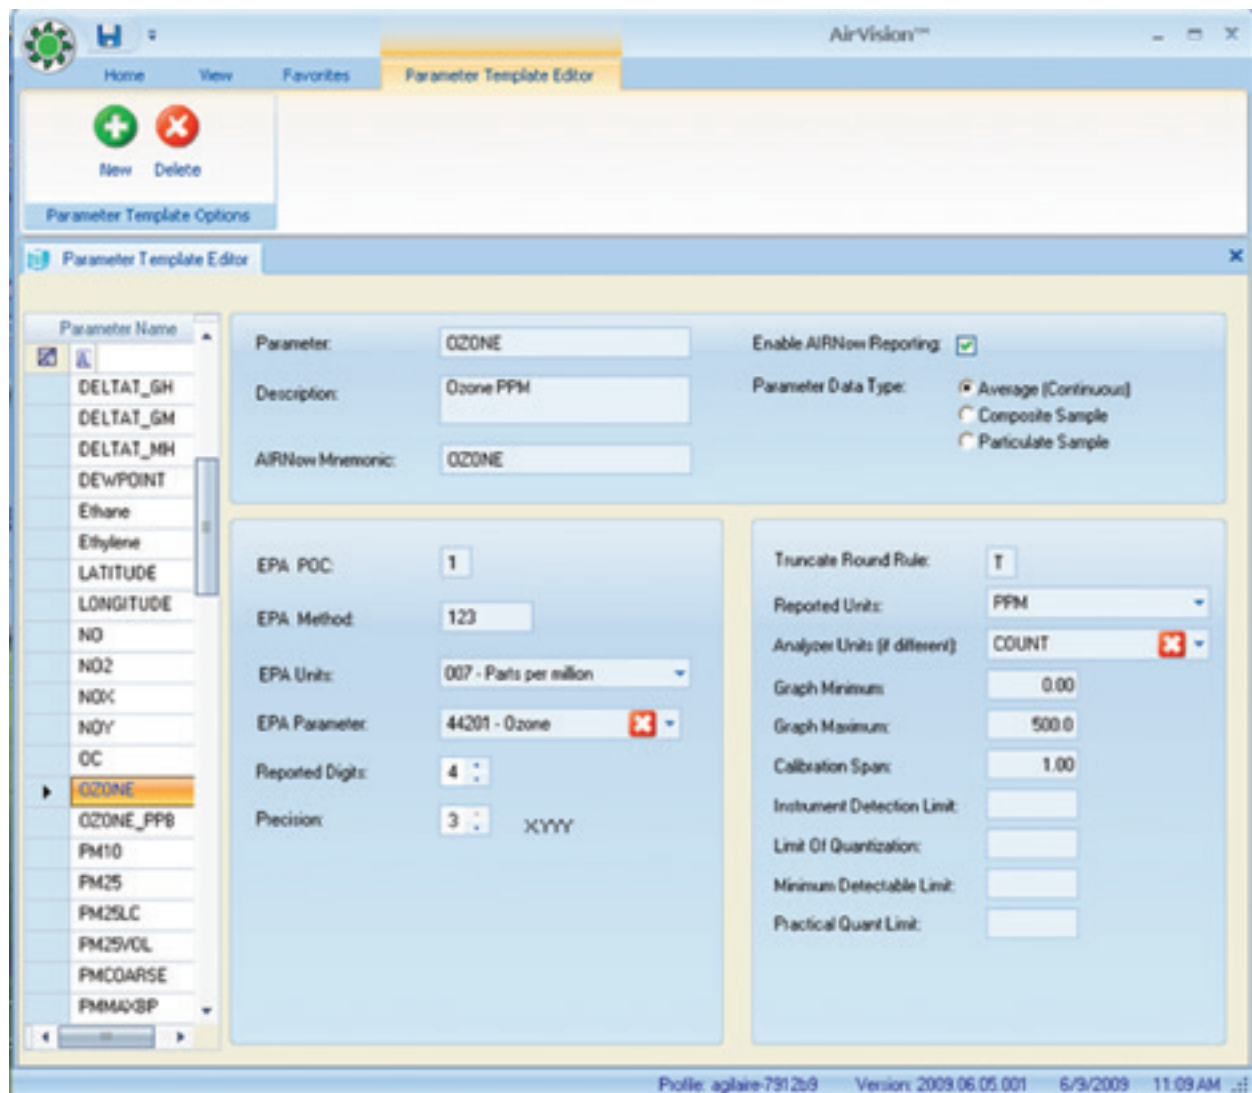 AirVision™
Home View Favorites Parameter Template Editor
New Delete
Parameter Template Options
Parameter Template Editor
Parameter Name
A
DELTAT_GH
DELTAT_GM
DELTAT_MH
DEWPOINT
Ethane
Ethylene
LATITUDE
LONGITUDE
NO
NO2
NOX
NOY
OC
OZONE
OZONE_PPB
PM10
PM25
PM25LC
PM25VOL
PMCOARSE
PMMAXBP
Parameter: OZONE
Description: Ozone PPM
AIRNow Mnemonic: OZONE
Enable AIRNow Reporting:
Parameter Data Type: Average (Continuous)
Composite Sample
Particulate Sample
EPA POC: 1
EPA Method: 123
EPA Units: 007 - Parts per million
EPA Parameter: 44201 - Ozone
Reported Digits: 4
Precision: 3 X.YYY
Truncate Round Rule: T
Reported Units: PPM
Analyzer Units (if different): COUNT
Graph Minimum: 0.00
Graph Maximum: 500.0
Calibration Span: 1.00
Instrument Detection Limit:
Limit Of Quantization:
Minimum Detectable Limit:
Practical Quant Limit:
Profile: agilaire-7912b9 Version: 2009.06.05.001 6/9/2009 11:09 AM